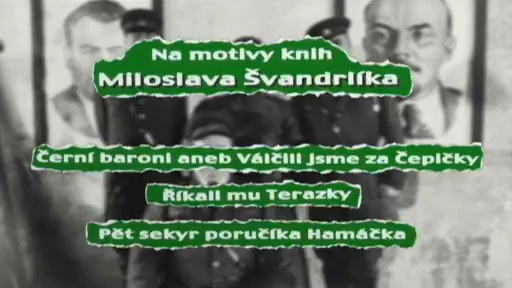 Na motivy knih
Miloslava Švandrlíka
Černí baroni aneb Válčili jsme za Čepičky
Říkali mu Terazky
Pět sekyr poručíka Hamáčka